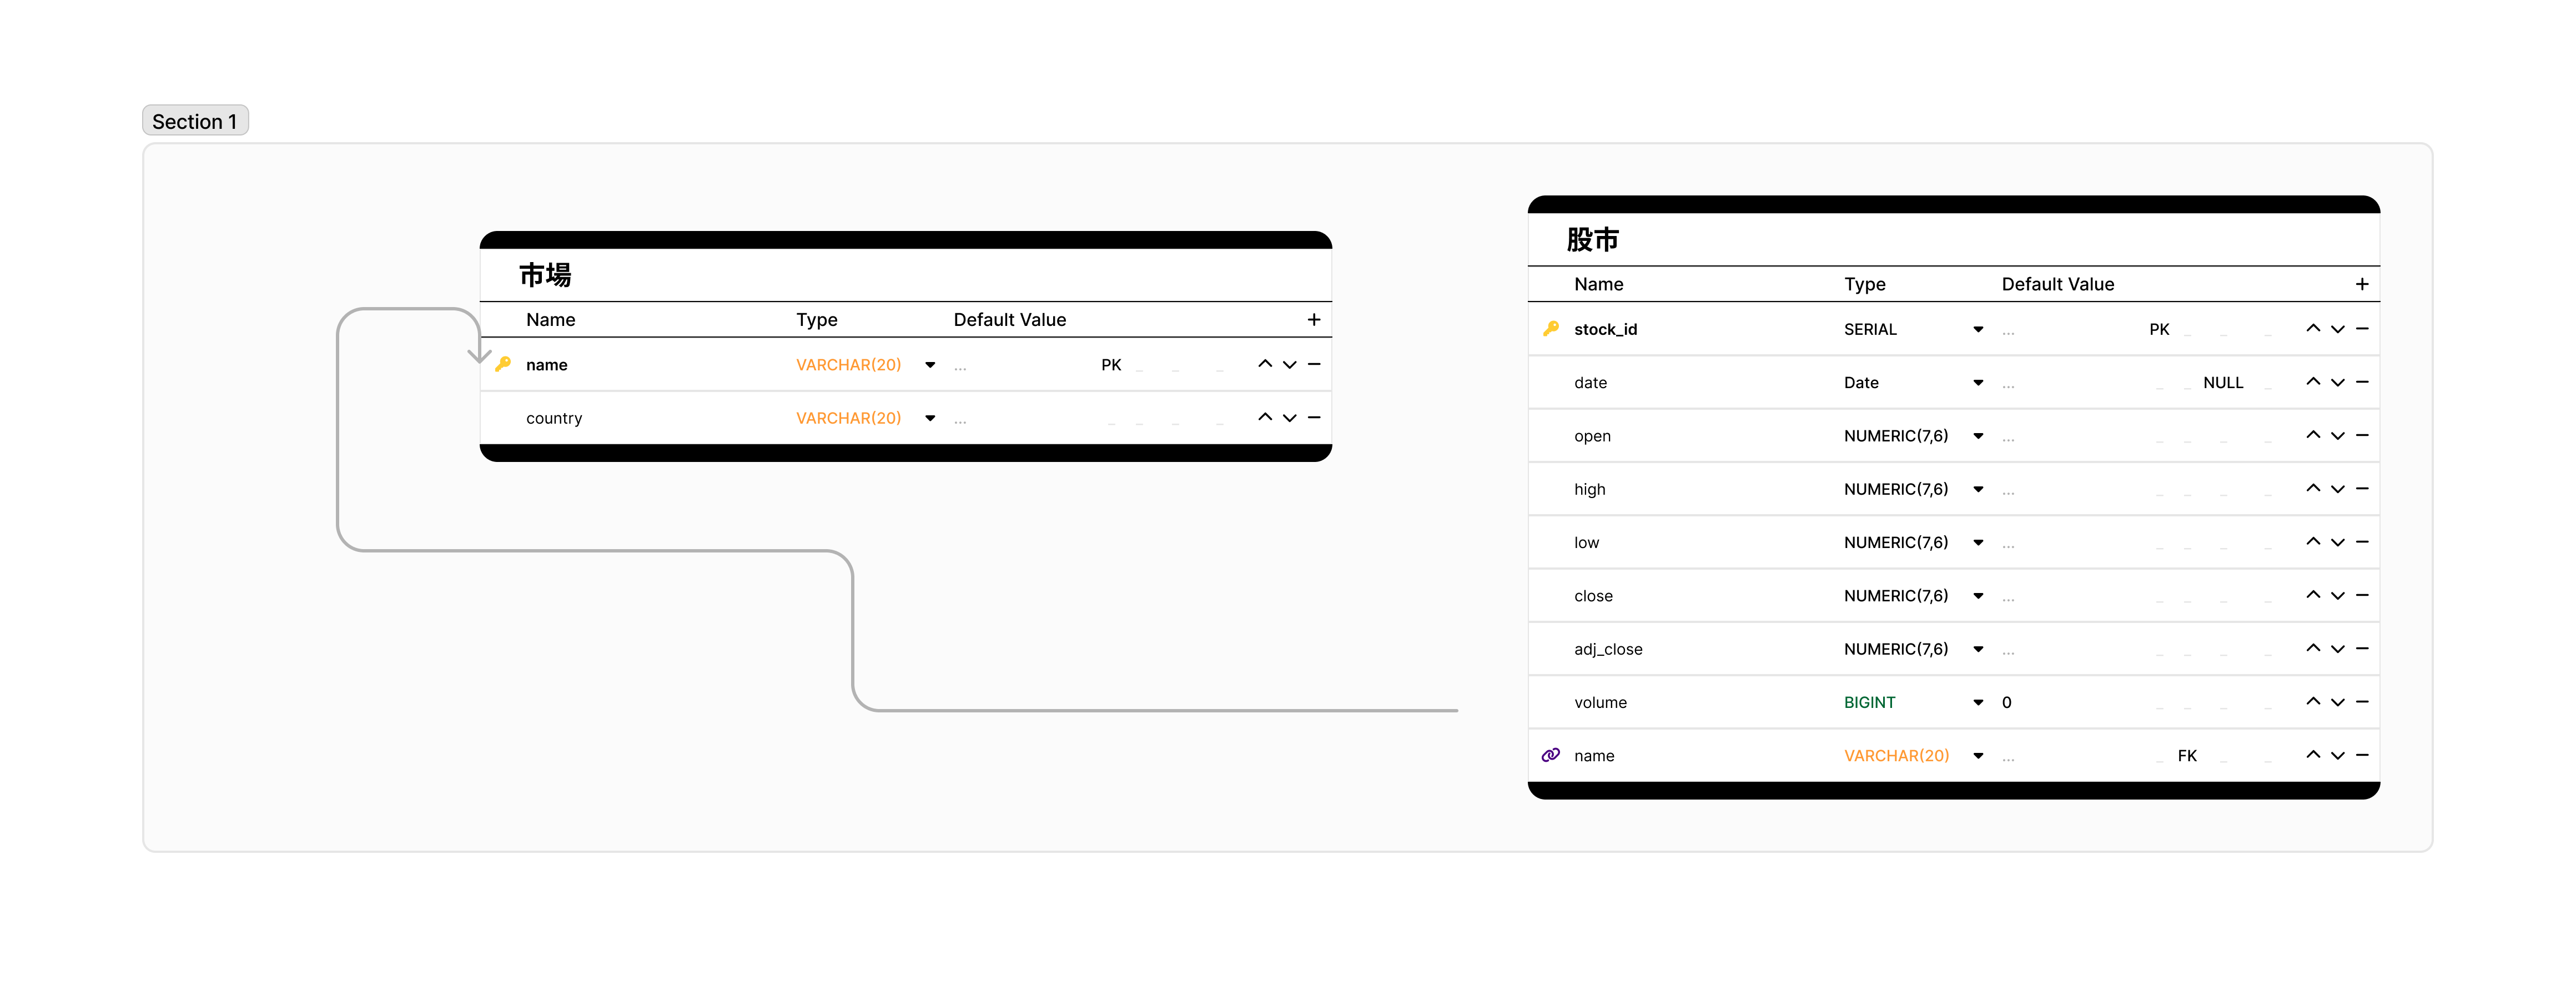 Section 1
市場
Name Type Default Value +
name VARCHAR(20) ... PK _ _ _
country VARCHAR(20) ... _ _ _ _
股市
Name Type Default Value +
stock_id SERIAL ... PK _ _ _
date Date ... _ _ NULL _
open NUMERIC(7,6) ... _ _ _ _
high NUMERIC(7,6) ... _ _ _ _
low NUMERIC(7,6) ... _ _ _ _
close NUMERIC(7,6) ... _ _ _ _
adj_close NUMERIC(7,6) ... _ _ _ _
volume BIGINT 0 _ _ _ _
name VARCHAR(20) ... _ FK _ _